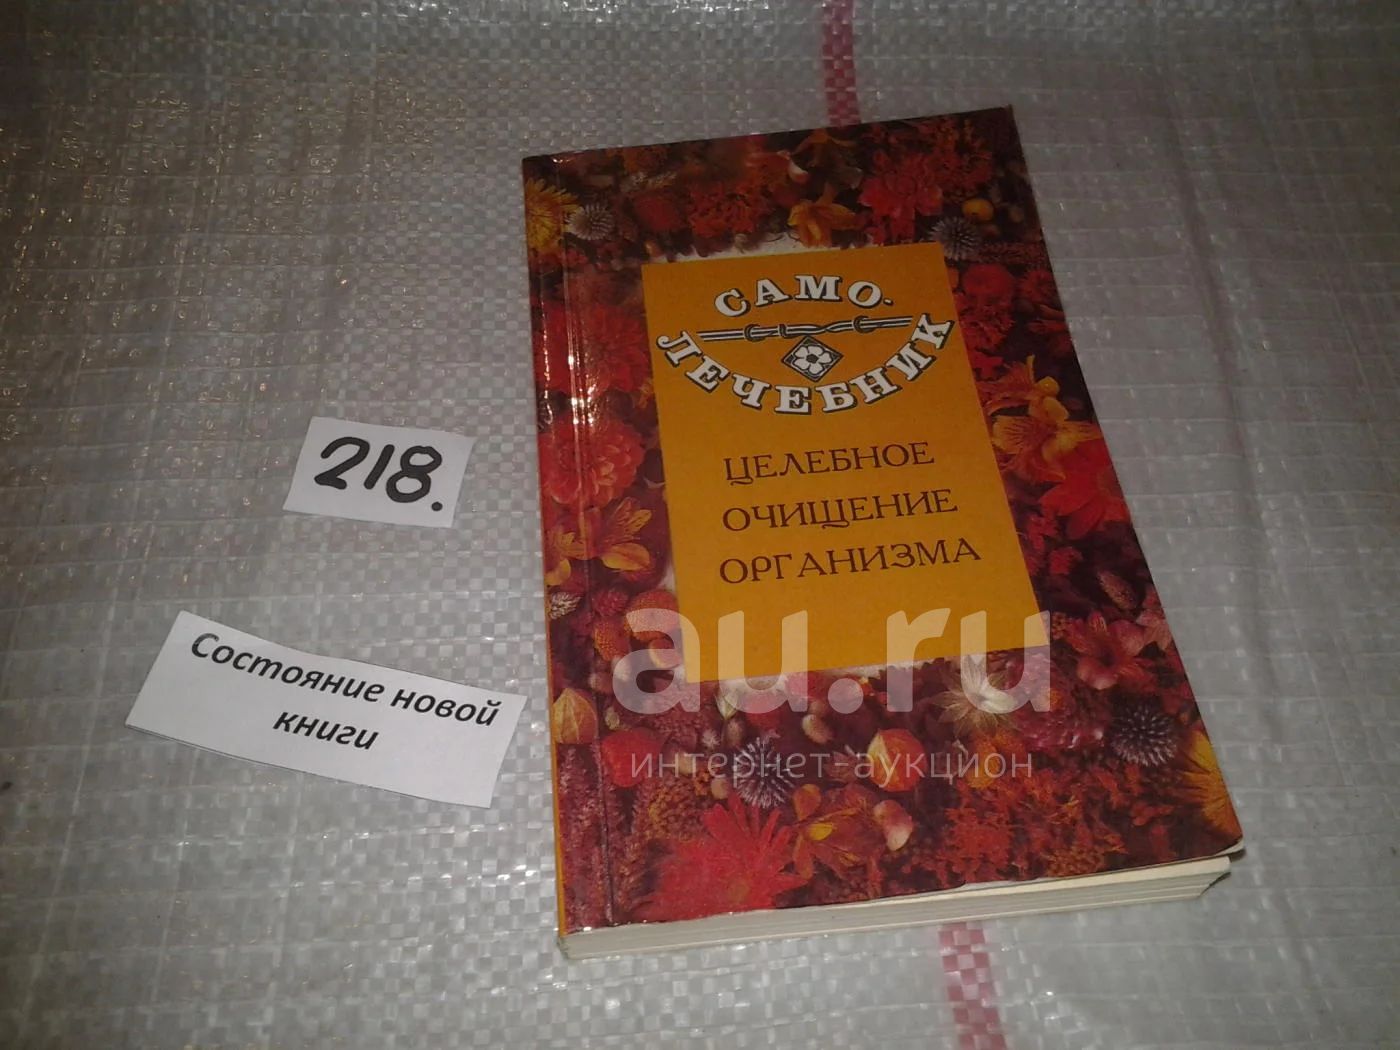 САМО.
ЛЕЧЕБНИК
ЦЕЛЕБНОЕ
ОЧИЩЕНИЕ
ОРГАНИЗМА
218.
Состояние новой
книги
au.ru
интернет-аукцион